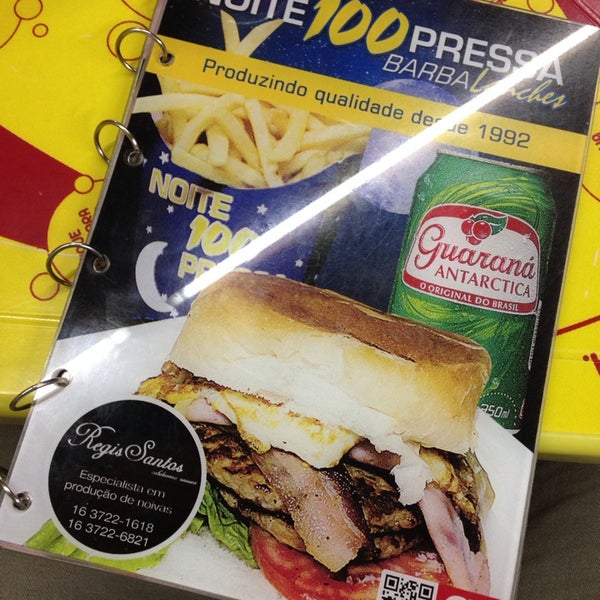 NOITE 100 PRESSA
BARBA Lanches
Produzindo qualidade desde 1992
NOITE
100
PRESSA
Guaraná
ANTARCTICA
O ORIGINAL DO BRASIL
350ml
Regis Santos
Especialista em
produção de noivas
16 3722-1618
16 3722-6821